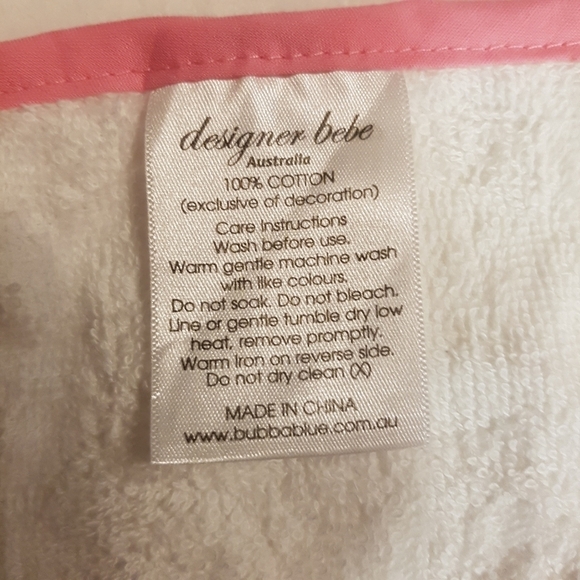 designer bebe
Australia
100% COTTON
(exclusive of decoration)
Care Instructions
Wash before use.
Warm gentle machine wash
with like colours.
Do not soak. Do not bleach.
Line or gentle tumble dry low
heat, remove promptly.
Warm Iron on reverse side.
Do not dry clean (X)
MADE IN CHINA
www.bubbablue.com.au